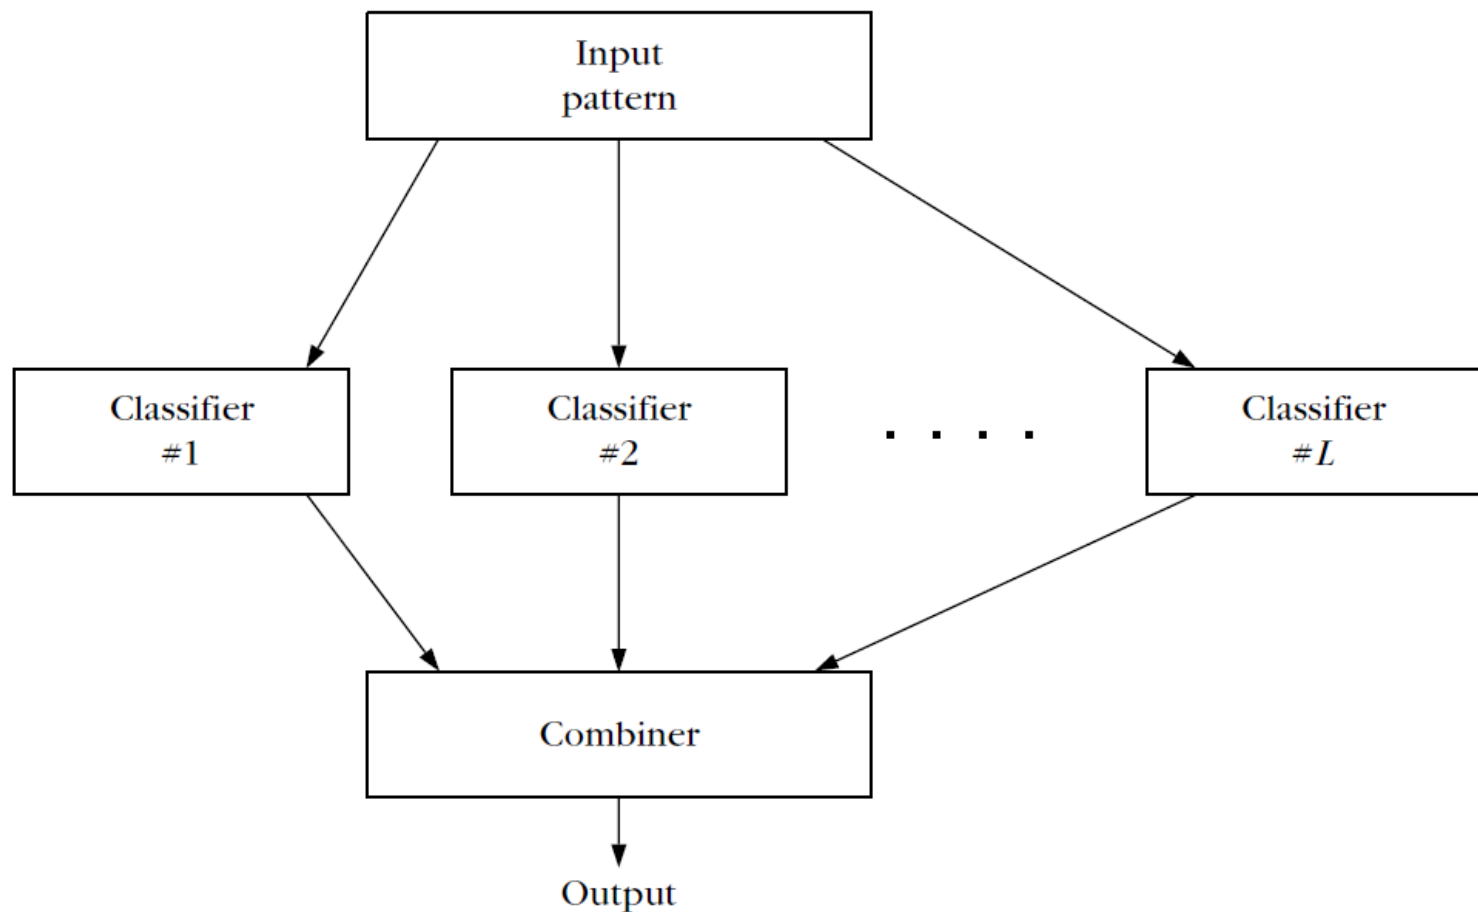 Input
pattern
Classifier
#1
Classifier
#2
. . . .
Classifier
#L
Combiner
Output